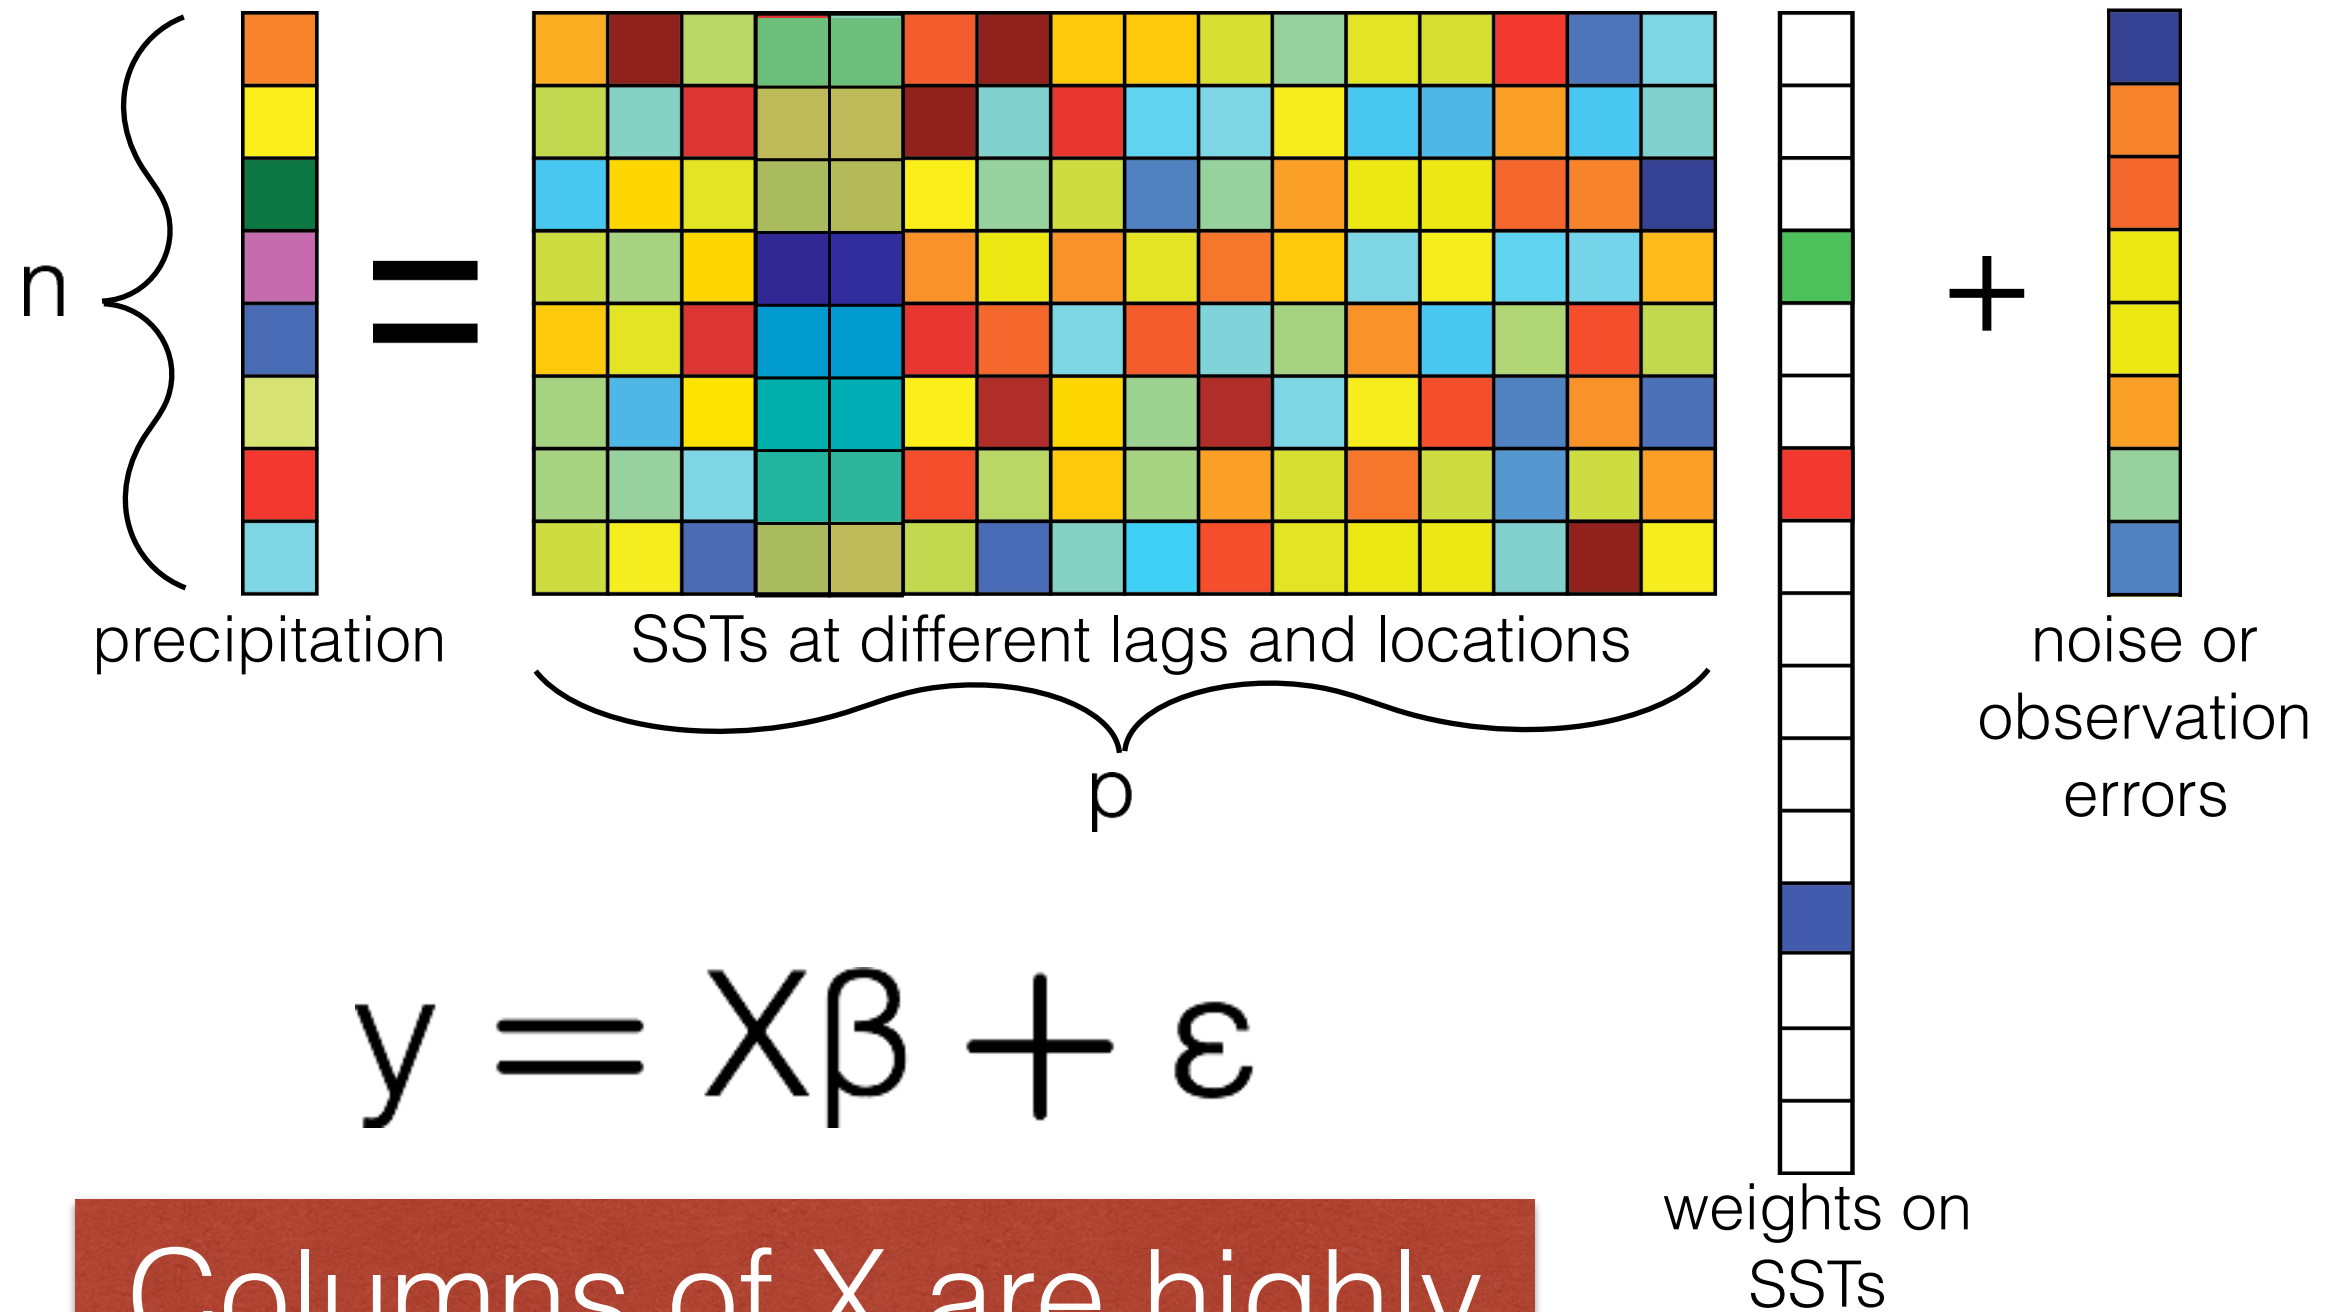 n
=
+
precipitation
SSTs at different lags and locations
noise or
observation
errors
p
y = Xβ + ε
weights on
SSTs
Columns of X are highly